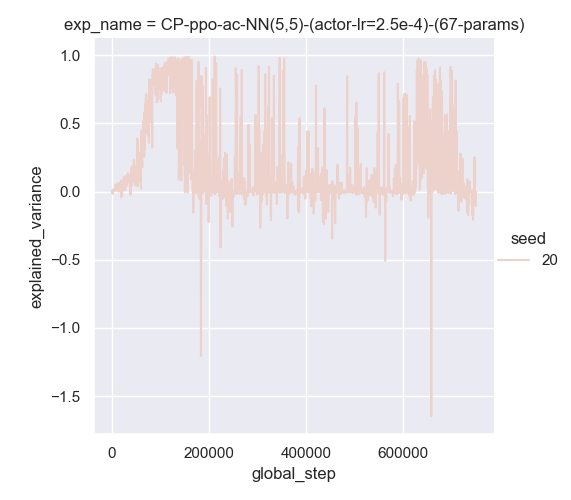 exp_name = CP-ppo-ac-NN(5,5)-(actor-lr=2.5e-4)-(67-params)
1.0
0.5
0.0
−0.5
−1.0
−1.5
explained_variance
0
200000
400000
600000
global_step
seed
20